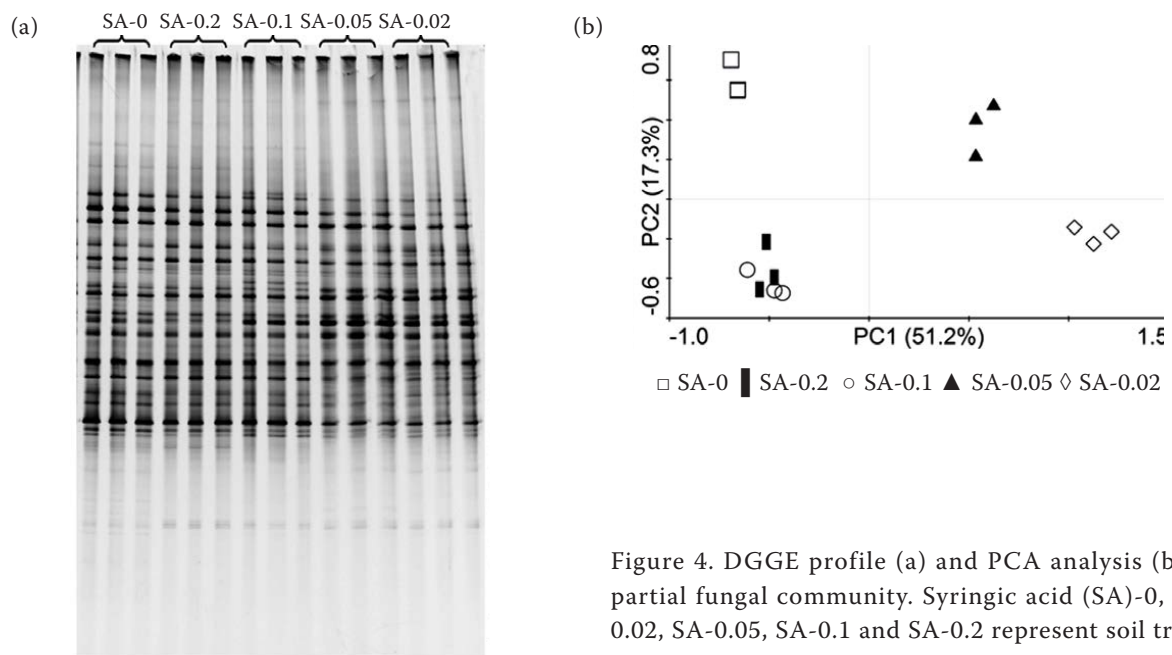 (a)
SA-0 SA-0.2 SA-0.1 SA-0.05 SA-0.02
(b)
0.8
PC2 (17.3%)
-0.6
-1.0 PC1 (51.2%) 1.5
□ SA-0 ▮ SA-0.2 ○ SA-0.1 ▲ SA-0.05 ◊ SA-0.02
Figure 4. DGGE profile (a) and PCA analysis (b
partial fungal community. Syringic acid (SA)-0,
0.02, SA-0.05, SA-0.1 and SA-0.2 represent soil tr